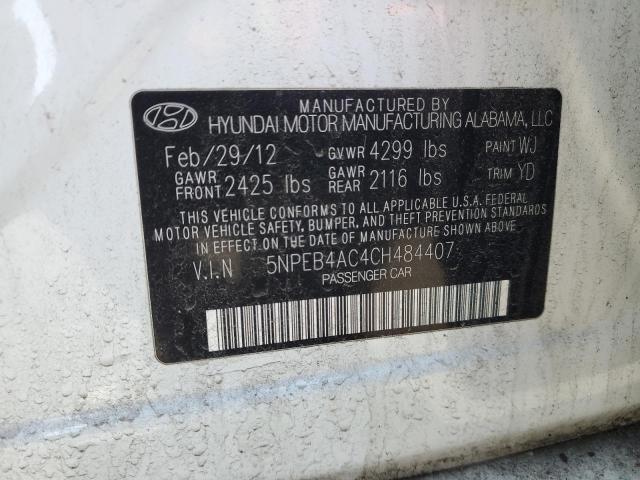 MANUFACTURED BY
HYUNDAI MOTOR MANUFACTURING ALABAMA, LLC
Feb/29/12 GVWR 4299 lbs PAINT WJ
GAWR FRONT 2425 lbs GAWR REAR 2116 lbs TRIM YD
THIS VEHICLE CONFORMS TO ALL APPLICABLE U.S.A. FEDERAL
MOTOR VEHICLE SAFETY, BUMPER, AND THEFT PREVENTION STANDARDS
IN EFFECT ON THE DATE OF MANUFACTURE SHOWN ABOVE.
V.I.N 5NPEB4AC4CH484407
PASSENGER CAR